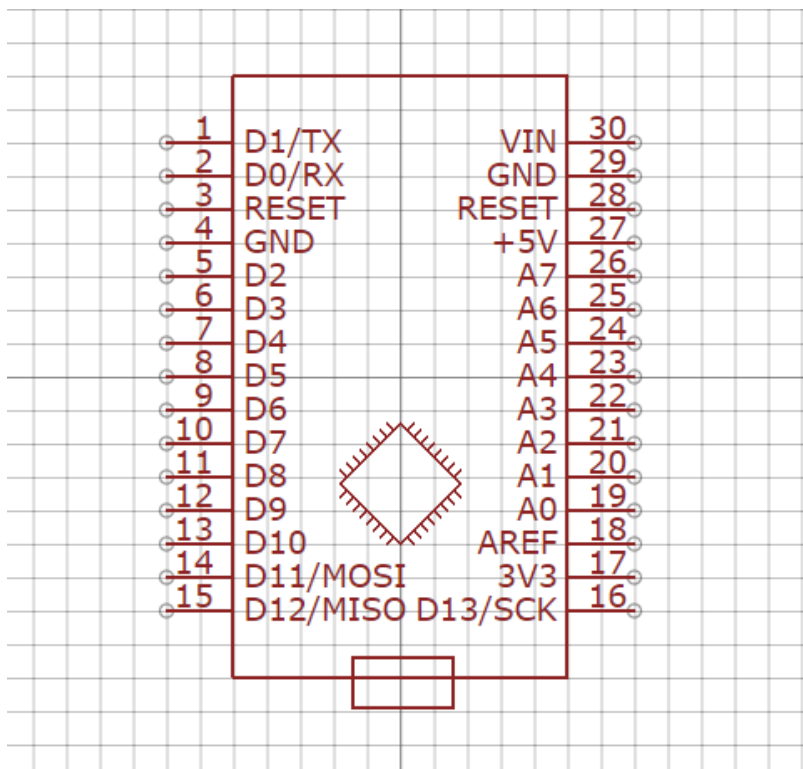 1 D1/TX VIN 30
2 D0/RX GND 29
3 RESET RESET 28
4 GND +5V 27
5 D2 A7 26
6 D3 A6 25
7 D4 A5 24
8 D5 A4 23
9 D6 A3 22
10 D7 A2 21
11 D8 A1 20
12 D9 A0 19
13 D10 AREF 18
14 D11/MOSI 3V3 17
15 D12/MISO D13/SCK 16